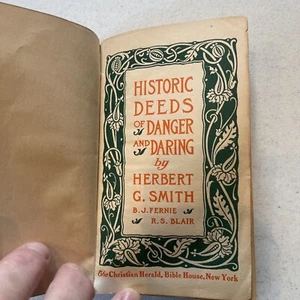 HISTORIC
DEEDS
OF DANGER
AND DARING
by
HERBERT
G. SMITH
B. J. FERNIE
R. S. BLAIR
The Christian Herald, Bible House, New York